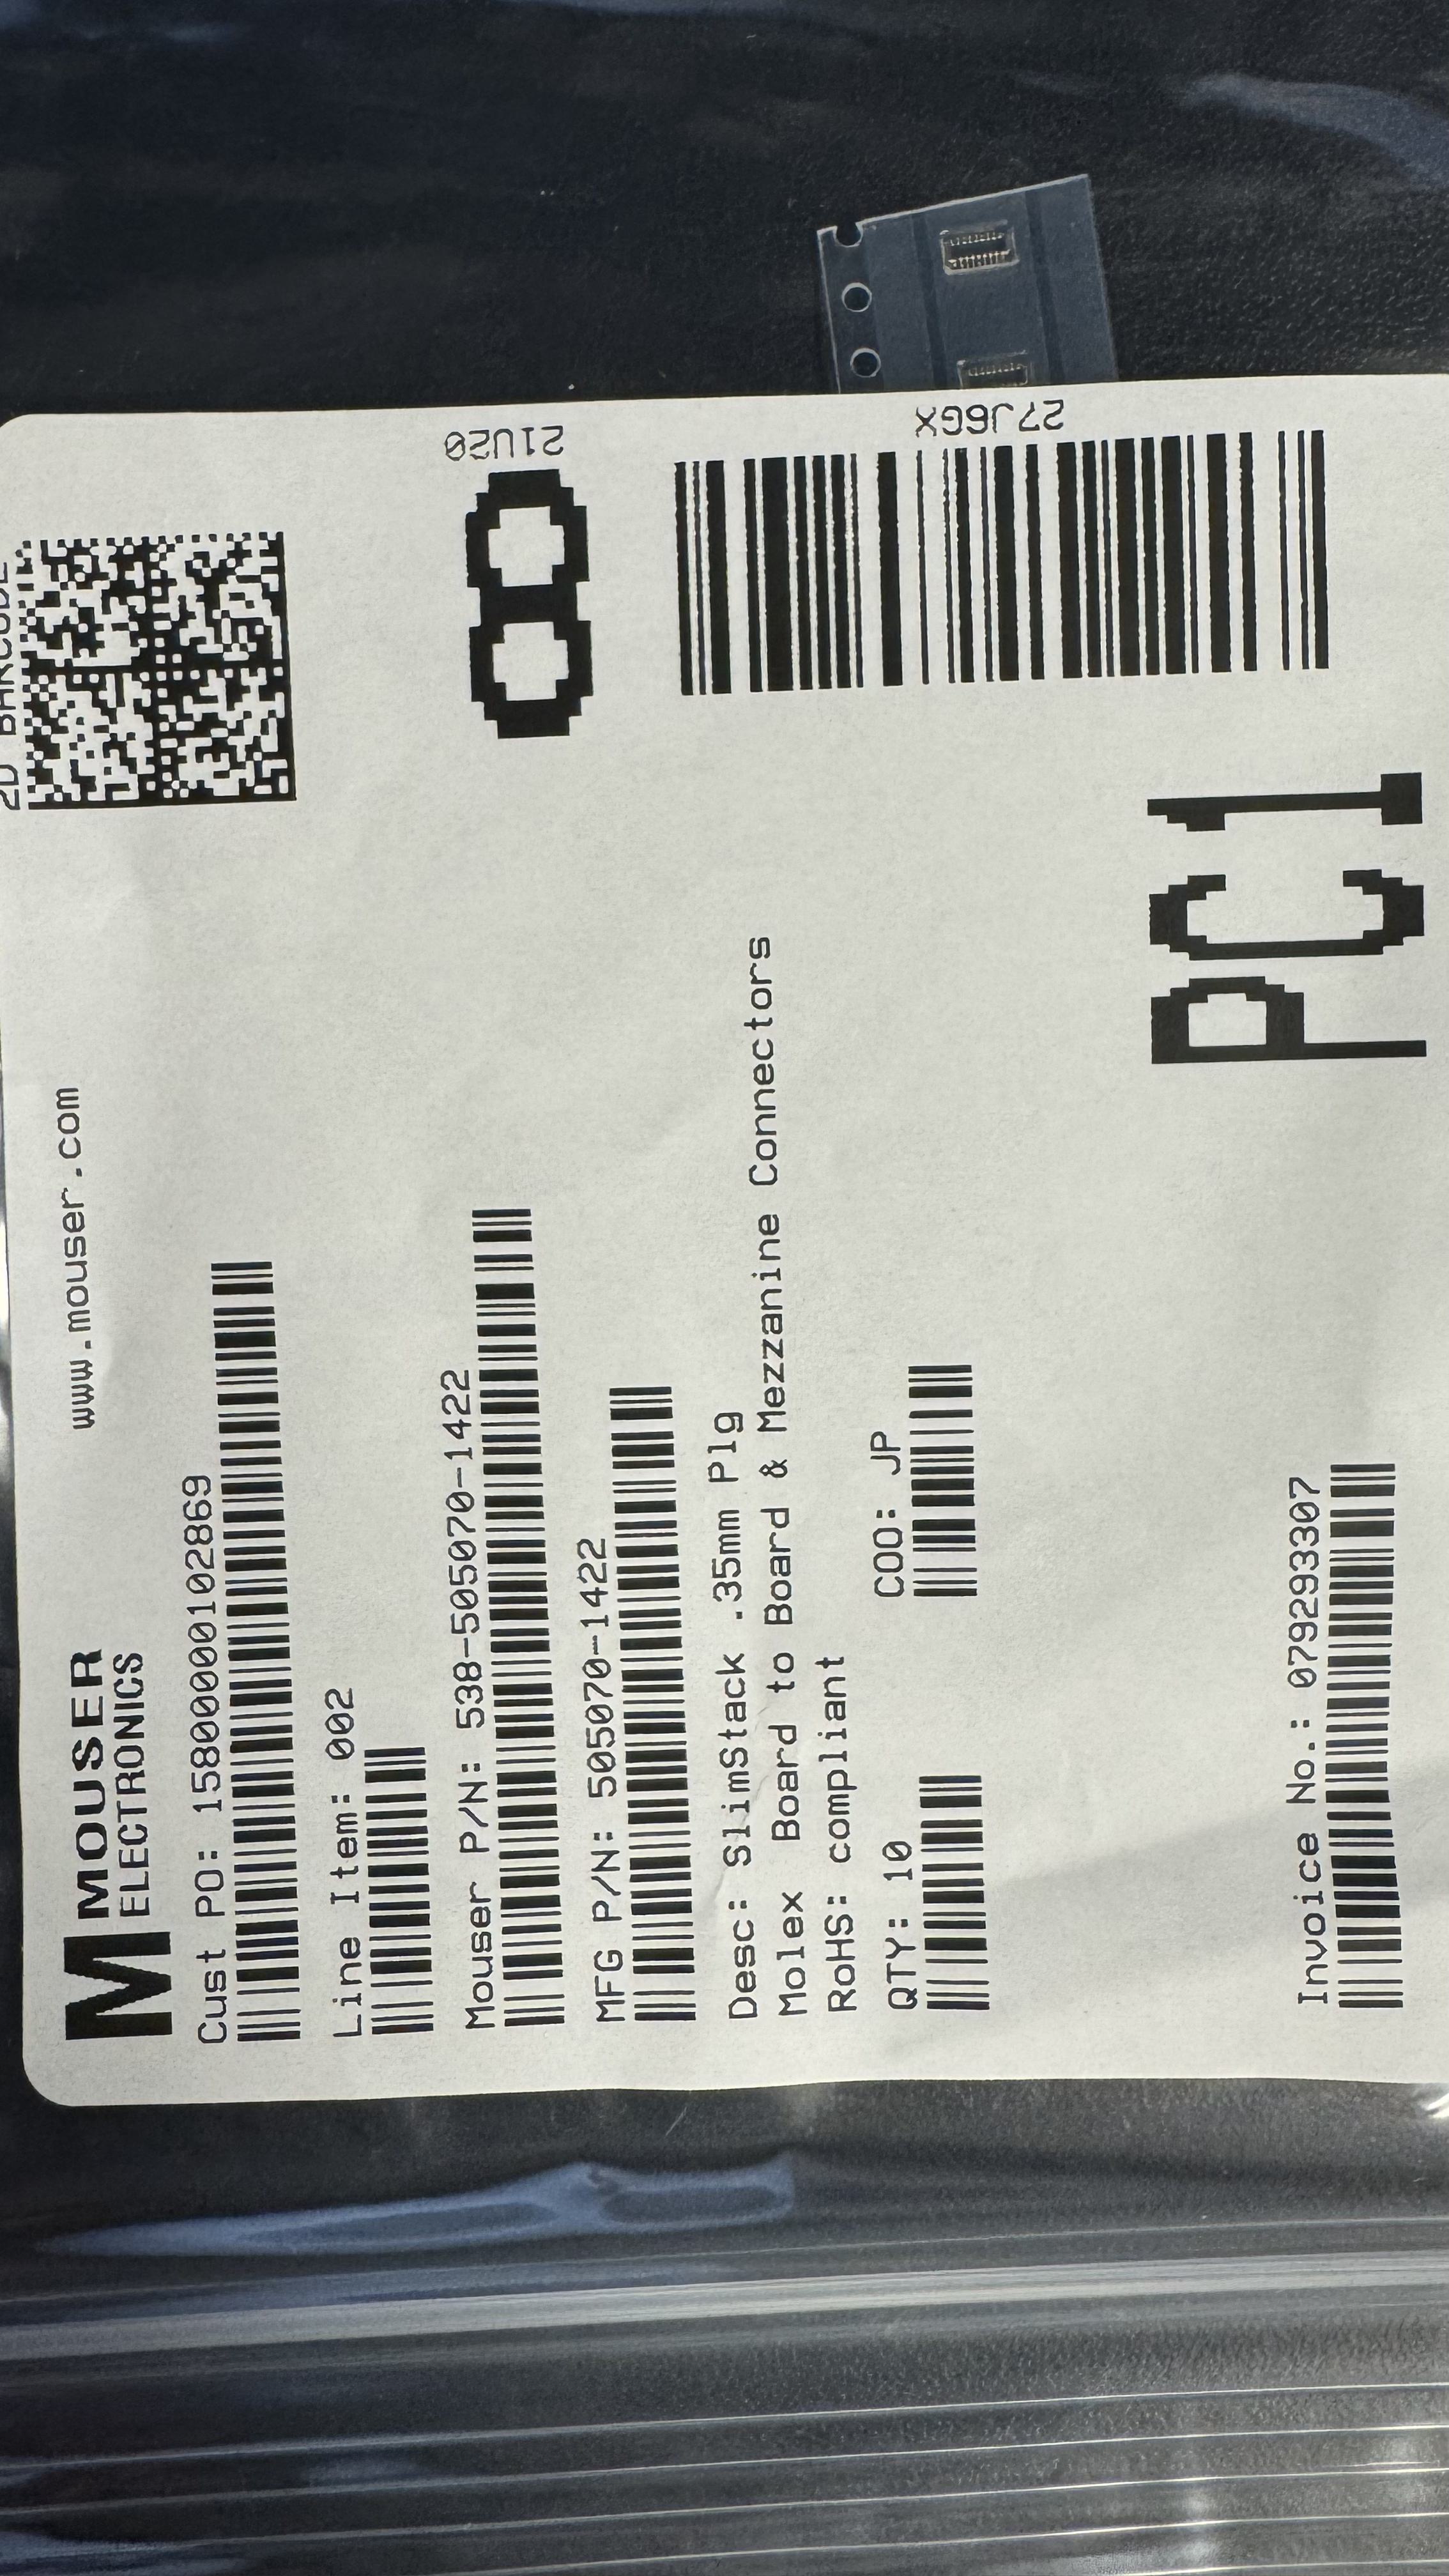 2D BARCODE
www.mouser.com
M MOUSER
ELECTRONICS
Cust PO: 15800000102869
Line Item: 002
Mouser P/N: 538-505070-1422
MFG P/N: 505070-1422
Desc: SlimStack .35mm Plg
Molex Board to Board & Mezzanine Connectors
RoHS: compliant
QTY: 10
COO: JP
Invoice No.: 079293307
PC1
8
21U20
27J6GX